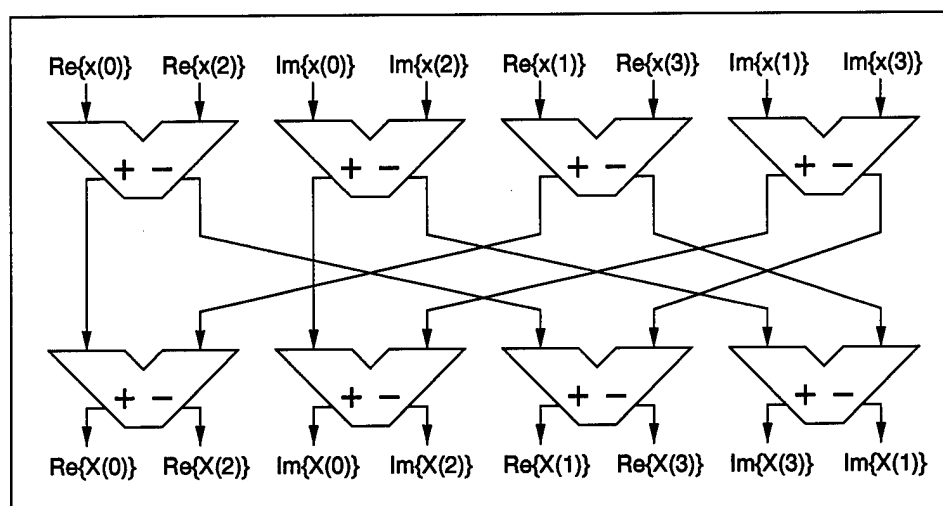 Re{x(0)} Re{x(2)} Im{x(0)} Im{x(2)} Re{x(1)} Re{x(3)} Im{x(1)} Im{x(3)}
+ − + − + − + −
+ − + − + − + −
Re{X(0)} Re{X(2)} Im{X(0)} Im{X(2)} Re{X(1)} Re{X(3)} Im{X(3)} Im{X(1)}